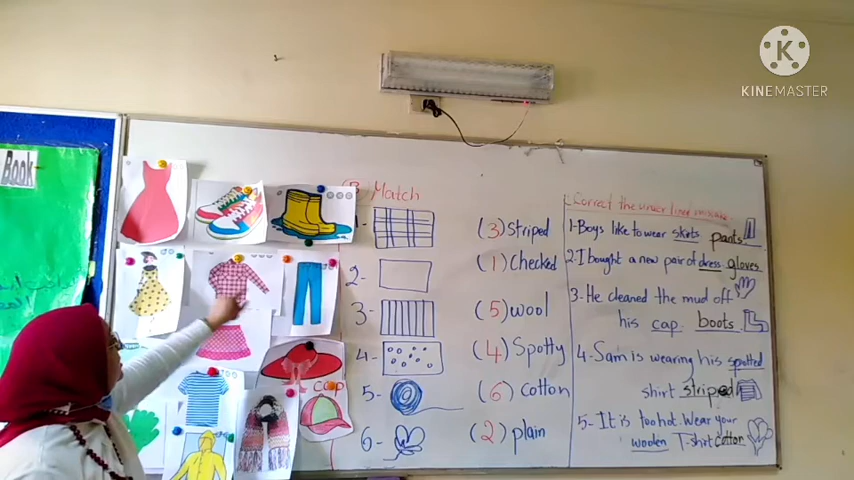 K
KINEMASTER
Book
B Match
1-
2-
3-
4-
5-
6-
(3) Striped
(1) Checked
(5) wool
(4) Spotty
(6) Cotton
(2) plain
Correct the under lined mistake
1-Boys like to wear skirts pants
2-I bought a new pair of dress gloves
3-He cleaned the mud off
his cap boots
4-Sam is wearing his spotted
shirt striped
5-It is too hot. Wear your
woolen T-shirt cotton
cap